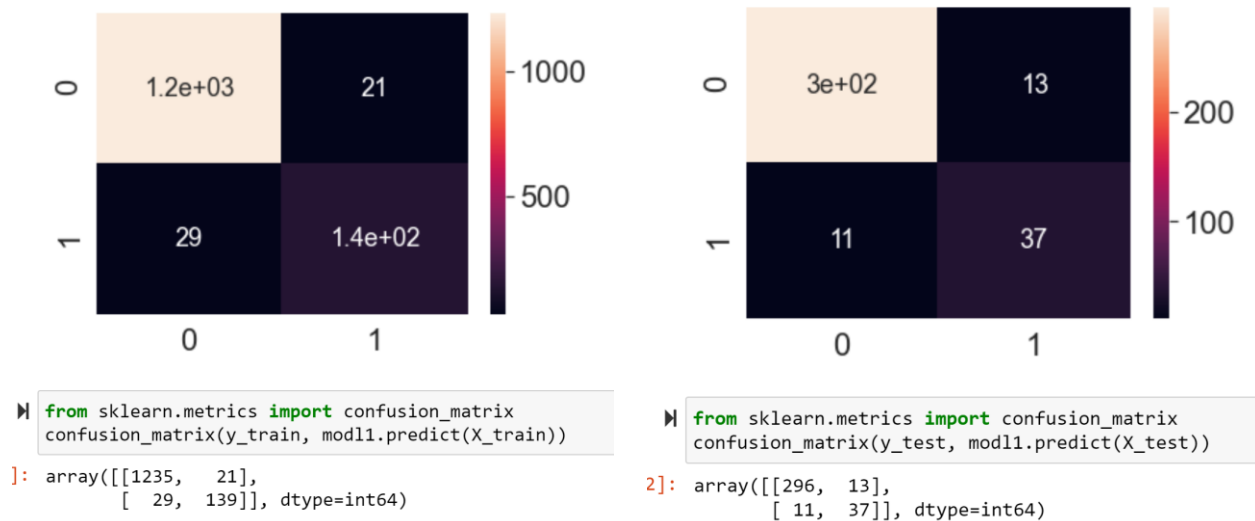 0
1.2e+03
21
1000
500
1
29
1.4e+02
0
1
from sklearn.metrics import confusion_matrix
confusion_matrix(y_train, modl1.predict(X_train))
]: array([[1235,   21],
       [  29,  139]], dtype=int64)
0
3e+02
13
200
100
1
11
37
0
1
from sklearn.metrics import confusion_matrix
confusion_matrix(y_test, modl1.predict(X_test))
2]: array([[296,  13],
       [ 11,  37]], dtype=int64)